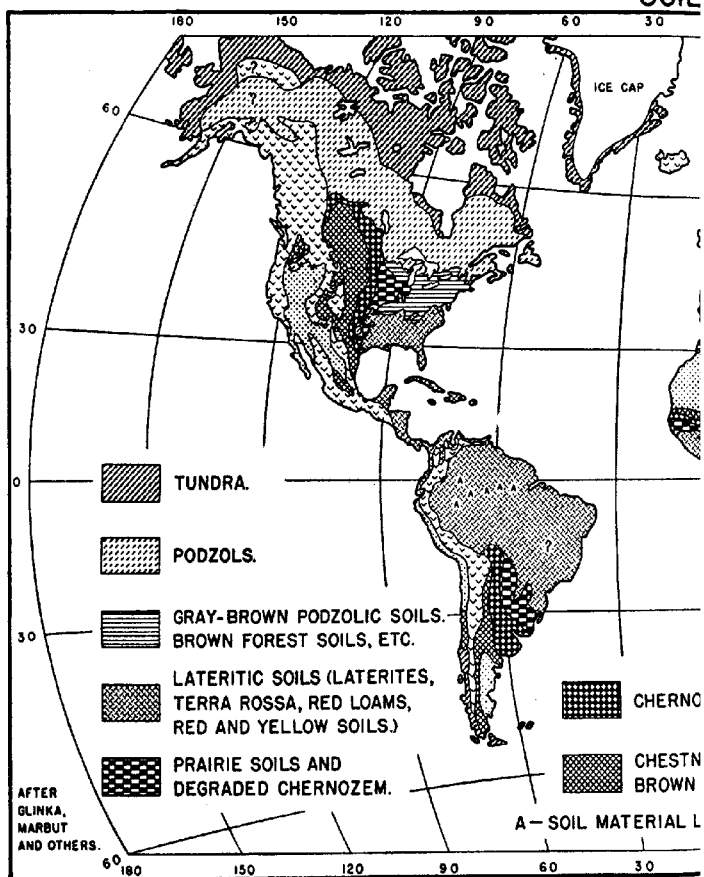 SOIL
180 150 120 90 60 30
60
ICE CAP
?
?
30
0
TUNDRA.
A
A A A A A
A
?
PODZOLS.
GRAY-BROWN PODZOLIC SOILS.
BROWN FOREST SOILS, ETC.
30
LATERITIC SOILS (LATERITES,
TERRA ROSSA, RED LOAMS,
RED AND YELLOW SOILS.)
CHERNO
PRAIRIE SOILS AND
DEGRADED CHERNOZEM.
CHESTN
BROWN
AFTER
GLINKA,
MARBUT
AND OTHERS.
A—SOIL MATERIAL L
60
180 150 120 90 60 30